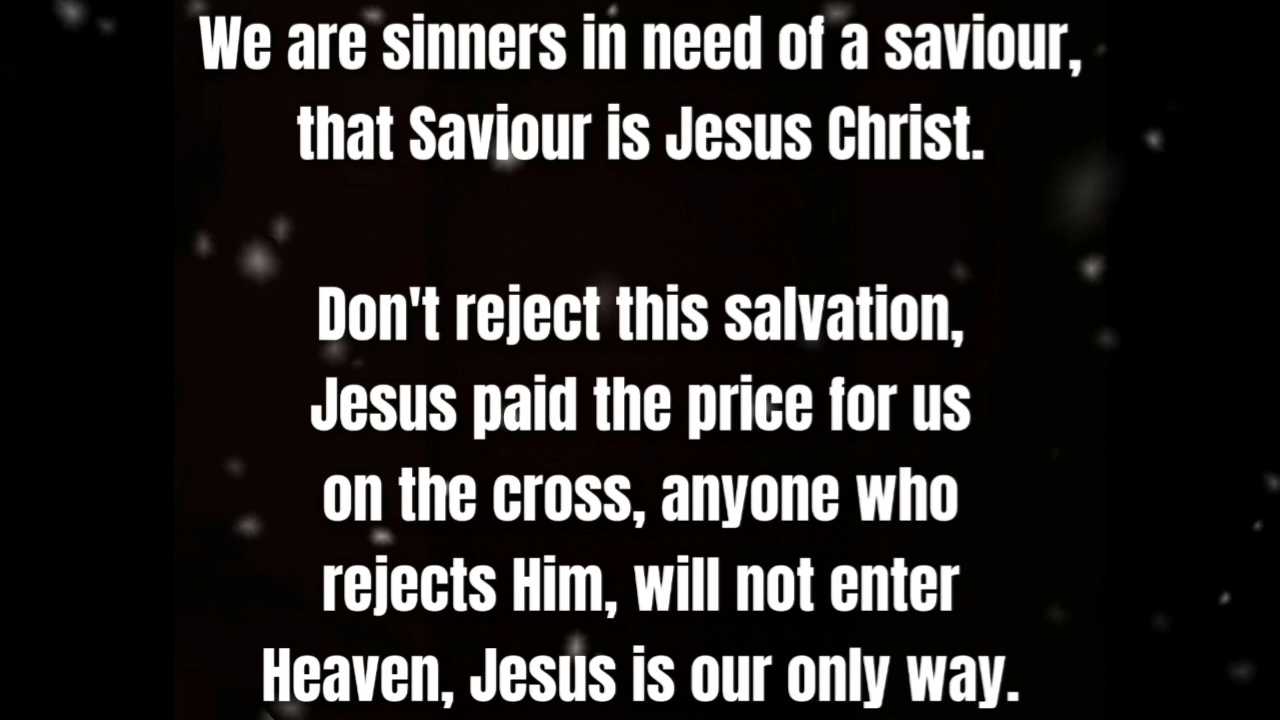 We are sinners in need of a saviour,
that Saviour is Jesus Christ.
Don't reject this salvation,
Jesus paid the price for us
on the cross, anyone who
rejects Him, will not enter
Heaven, Jesus is our only way.